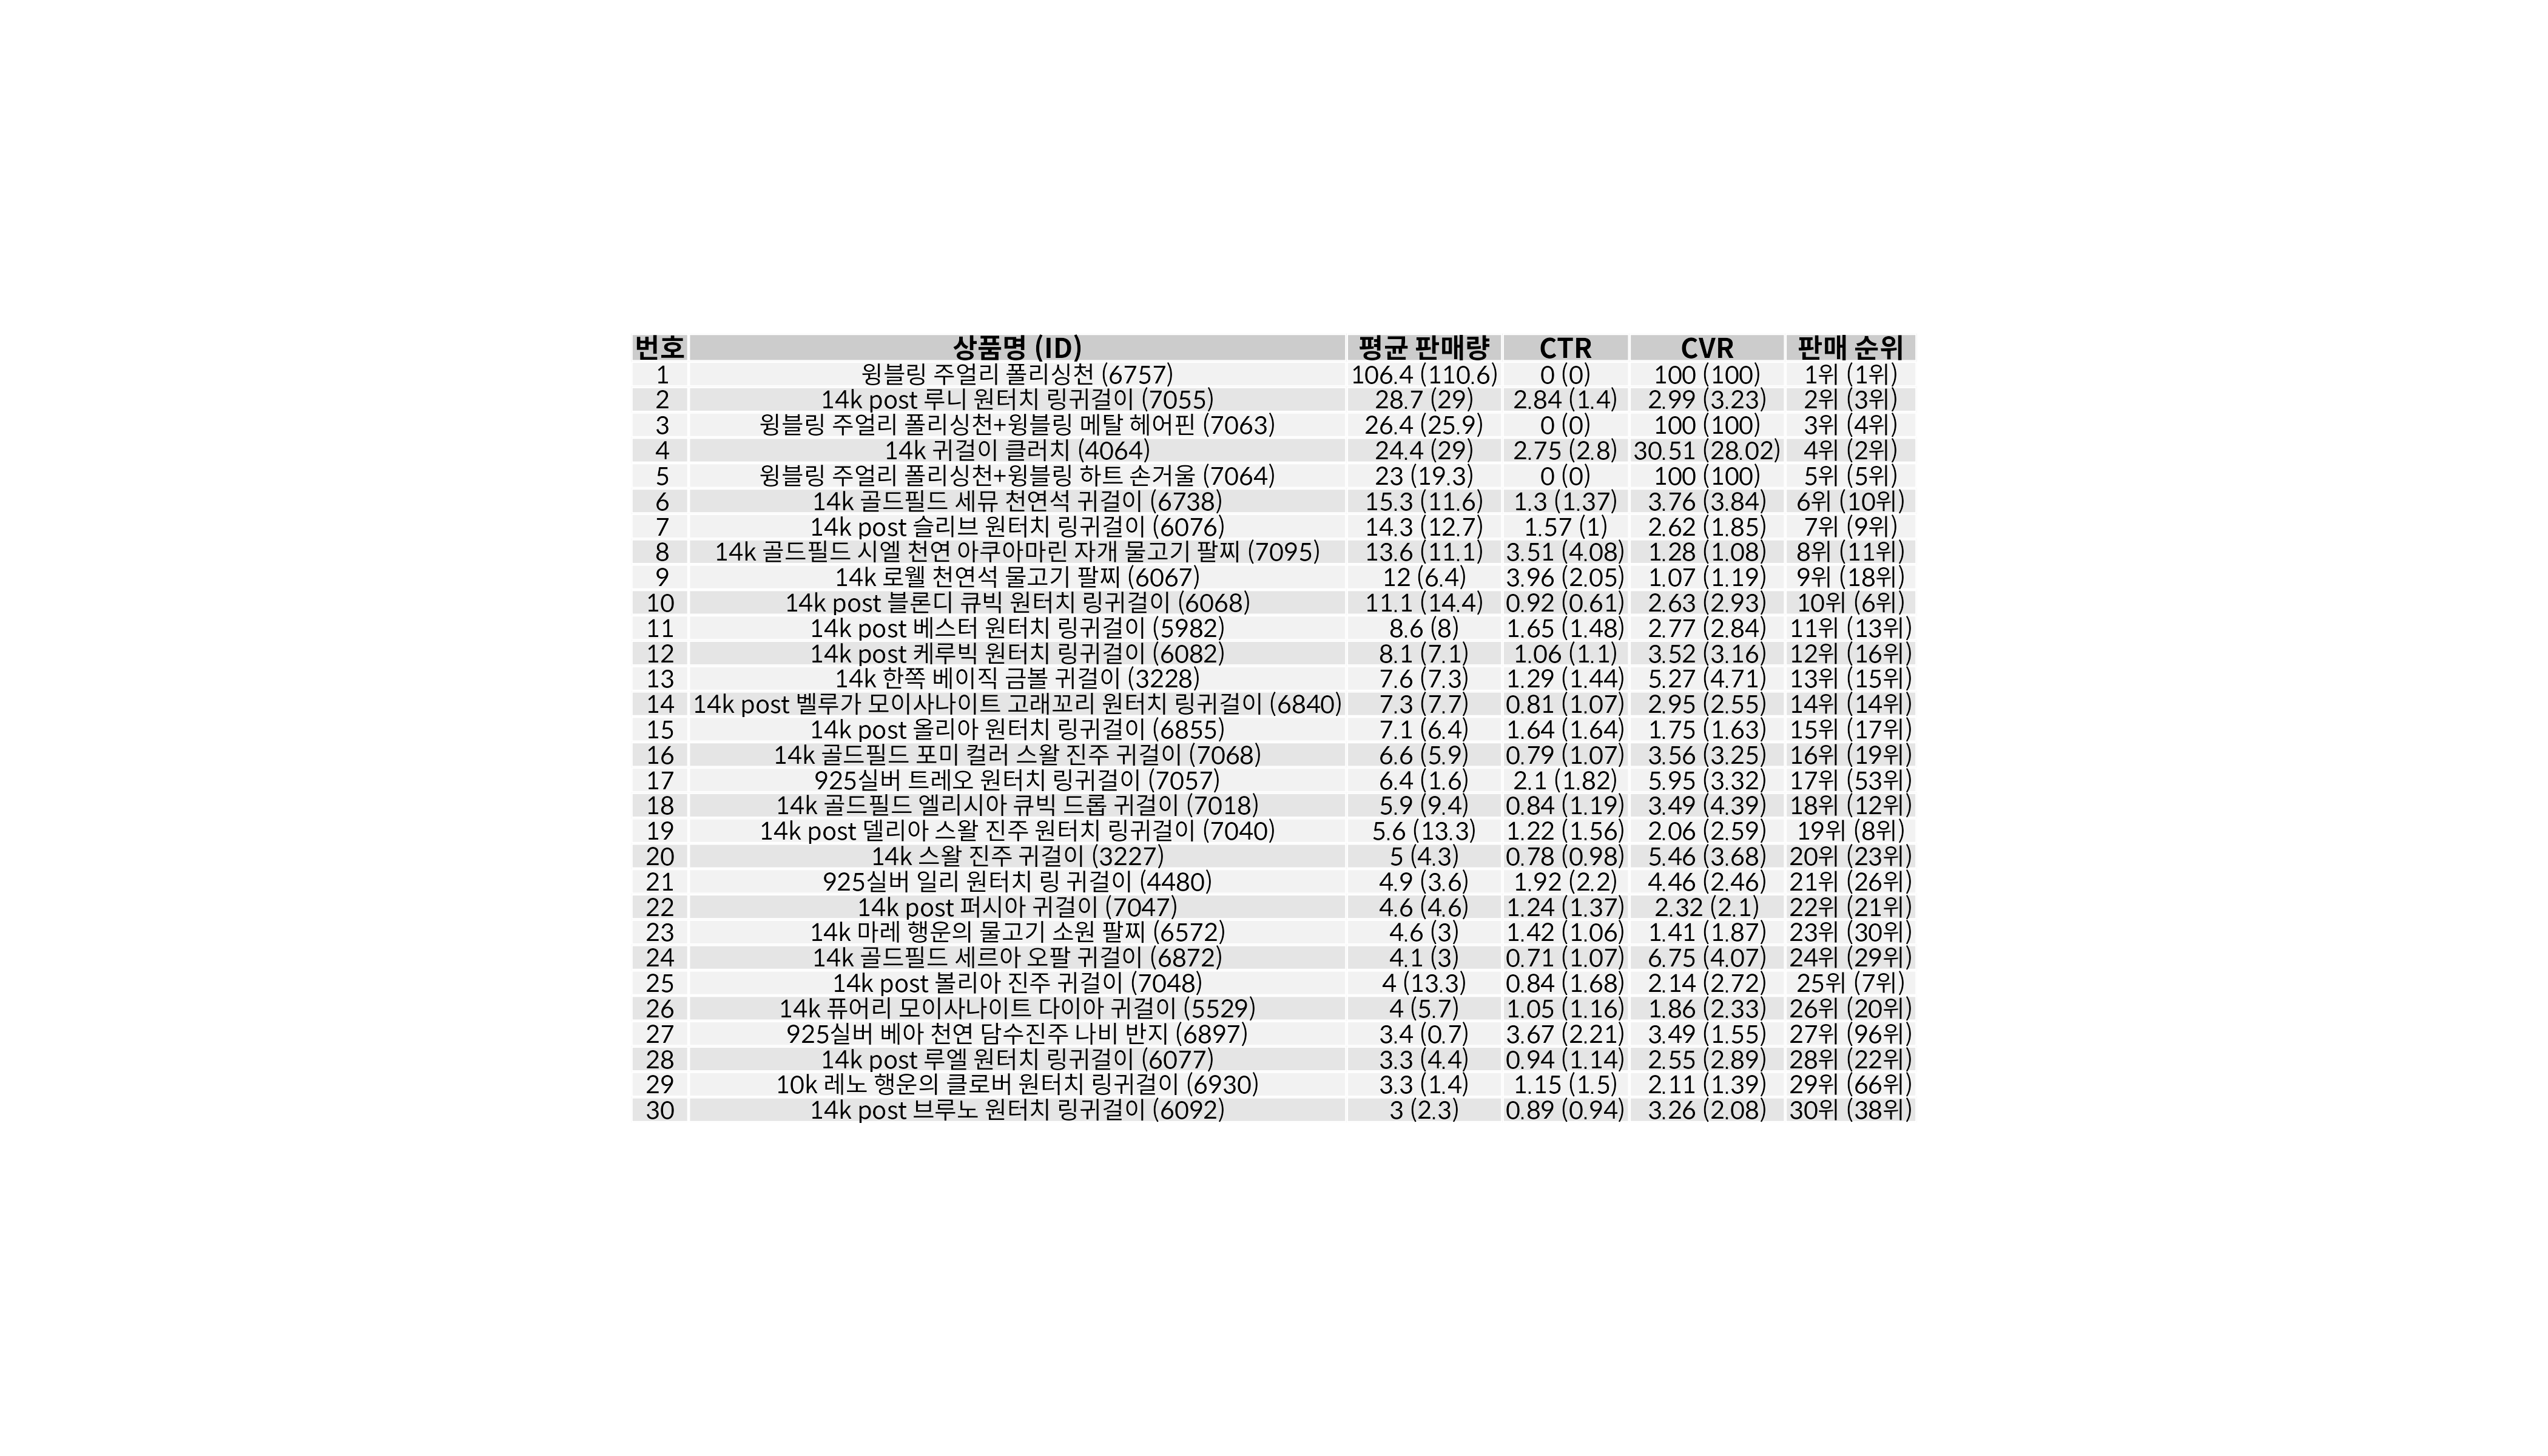 번호 상품명 (ID) 평균 판매량 CTR CVR 판매 순위
1 윙블링 주얼리 폴리싱천 (6757) 106.4 (110.6) 0 (0) 100 (100) 1위 (1위)
2 14k post 루니 원터치 링귀걸이 (7055) 28.7 (29) 2.84 (1.4) 2.99 (3.23) 2위 (3위)
3 윙블링 주얼리 폴리싱천+윙블링 메탈 헤어핀 (7063) 26.4 (25.9) 0 (0) 100 (100) 3위 (4위)
4 14k 귀걸이 클러치 (4064) 24.4 (29) 2.75 (2.8) 30.51 (28.02) 4위 (2위)
5 윙블링 주얼리 폴리싱천+윙블링 하트 손거울 (7064) 23 (19.3) 0 (0) 100 (100) 5위 (5위)
6 14k 골드필드 세뮤 천연석 귀걸이 (6738) 15.3 (11.6) 1.3 (1.37) 3.76 (3.84) 6위 (10위)
7 14k post 슬리브 원터치 링귀걸이 (6076) 14.3 (12.7) 1.57 (1) 2.62 (1.85) 7위 (9위)
8 14k 골드필드 시엘 천연 아쿠아마린 자개 물고기 팔찌 (7095) 13.6 (11.1) 3.51 (4.08) 1.28 (1.08) 8위 (11위)
9 14k 로웰 천연석 물고기 팔찌 (6067) 12 (6.4) 3.96 (2.05) 1.07 (1.19) 9위 (18위)
10 14k post 블론디 큐빅 원터치 링귀걸이 (6068) 11.1 (14.4) 0.92 (0.61) 2.63 (2.93) 10위 (6위)
11 14k post 베스터 원터치 링귀걸이 (5982) 8.6 (8) 1.65 (1.48) 2.77 (2.84) 11위 (13위)
12 14k post 케루빅 원터치 링귀걸이 (6082) 8.1 (7.1) 1.06 (1.1) 3.52 (3.16) 12위 (16위)
13 14k 한쪽 베이직 금볼 귀걸이 (3228) 7.6 (7.3) 1.29 (1.44) 5.27 (4.71) 13위 (15위)
14 14k post 벨루가 모이사나이트 고래꼬리 원터치 링귀걸이 (6840) 7.3 (7.7) 0.81 (1.07) 2.95 (2.55) 14위 (14위)
15 14k post 올리아 원터치 링귀걸이 (6855) 7.1 (6.4) 1.64 (1.64) 1.75 (1.63) 15위 (17위)
16 14k 골드필드 포미 컬러 스왈 진주 귀걸이 (7068) 6.6 (5.9) 0.79 (1.07) 3.56 (3.25) 16위 (19위)
17 925실버 트레오 원터치 링귀걸이 (7057) 6.4 (1.6) 2.1 (1.82) 5.95 (3.32) 17위 (53위)
18 14k 골드필드 엘리시아 큐빅 드롭 귀걸이 (7018) 5.9 (9.4) 0.84 (1.19) 3.49 (4.39) 18위 (12위)
19 14k post 델리아 스왈 진주 원터치 링귀걸이 (7040) 5.6 (13.3) 1.22 (1.56) 2.06 (2.59) 19위 (8위)
20 14k 스왈 진주 귀걸이 (3227) 5 (4.3) 0.78 (0.98) 5.46 (3.68) 20위 (23위)
21 925실버 일리 원터치 링 귀걸이 (4480) 4.9 (3.6) 1.92 (2.2) 4.46 (2.46) 21위 (26위)
22 14k post 퍼시아 귀걸이 (7047) 4.6 (4.6) 1.24 (1.37) 2.32 (2.1) 22위 (21위)
23 14k 마레 행운의 물고기 소원 팔찌 (6572) 4.6 (3) 1.42 (1.06) 1.41 (1.87) 23위 (30위)
24 14k 골드필드 세르아 오팔 귀걸이 (6872) 4.1 (3) 0.71 (1.07) 6.75 (4.07) 24위 (29위)
25 14k post 볼리아 진주 귀걸이 (7048) 4 (13.3) 0.84 (1.68) 2.14 (2.72) 25위 (7위)
26 14k 퓨어리 모이사나이트 다이아 귀걸이 (5529) 4 (5.7) 1.05 (1.16) 1.86 (2.33) 26위 (20위)
27 925실버 베아 천연 담수진주 나비 반지 (6897) 3.4 (0.7) 3.67 (2.21) 3.49 (1.55) 27위 (96위)
28 14k post 루엘 원터치 링귀걸이 (6077) 3.3 (4.4) 0.94 (1.14) 2.55 (2.89) 28위 (22위)
29 10k 레노 행운의 클로버 원터치 링귀걸이 (6930) 3.3 (1.4) 1.15 (1.5) 2.11 (1.39) 29위 (66위)
30 14k post 브루노 원터치 링귀걸이 (6092) 3 (2.3) 0.89 (0.94) 3.26 (2.08) 30위 (38위)